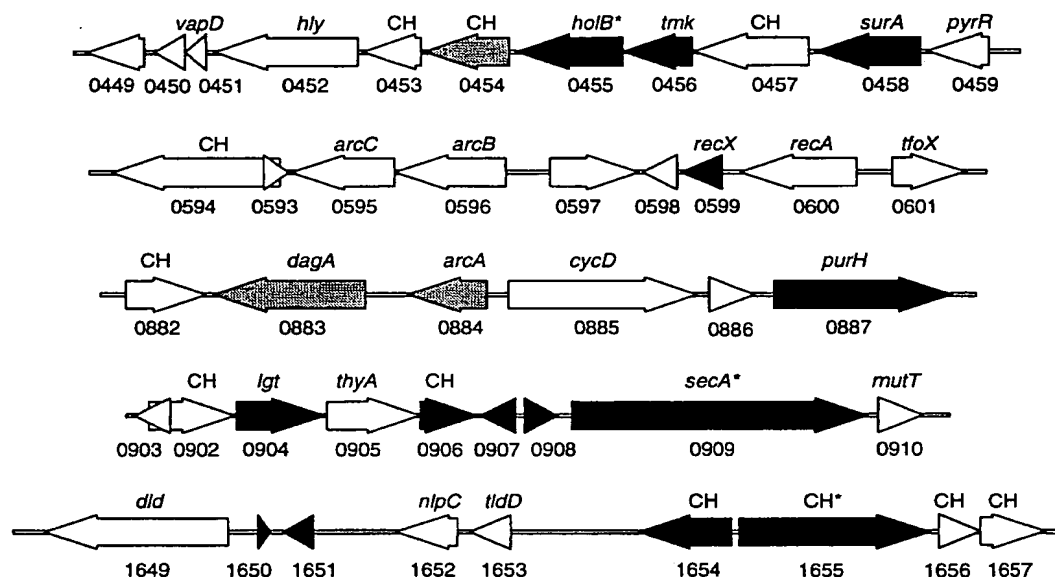 vapD hly CH CH holB* tmk CH surA pyrR
0449 0450 0451 0452 0453 0454 0455 0456 0457 0458 0459
CH arcC arcB recX recA tfoX
0594 0593 0595 0596 0597 0598 0599 0600 0601
CH dagA arcA cycD purH
0882 0883 0884 0885 0886 0887
CH lgt thyA CH secA* mutT
0903 0902 0904 0905 0906 0907 0908 0909 0910
dld nlpC tldD CH CH* CH CH
1649 1650 1651 1652 1653 1654 1655 1656 1657